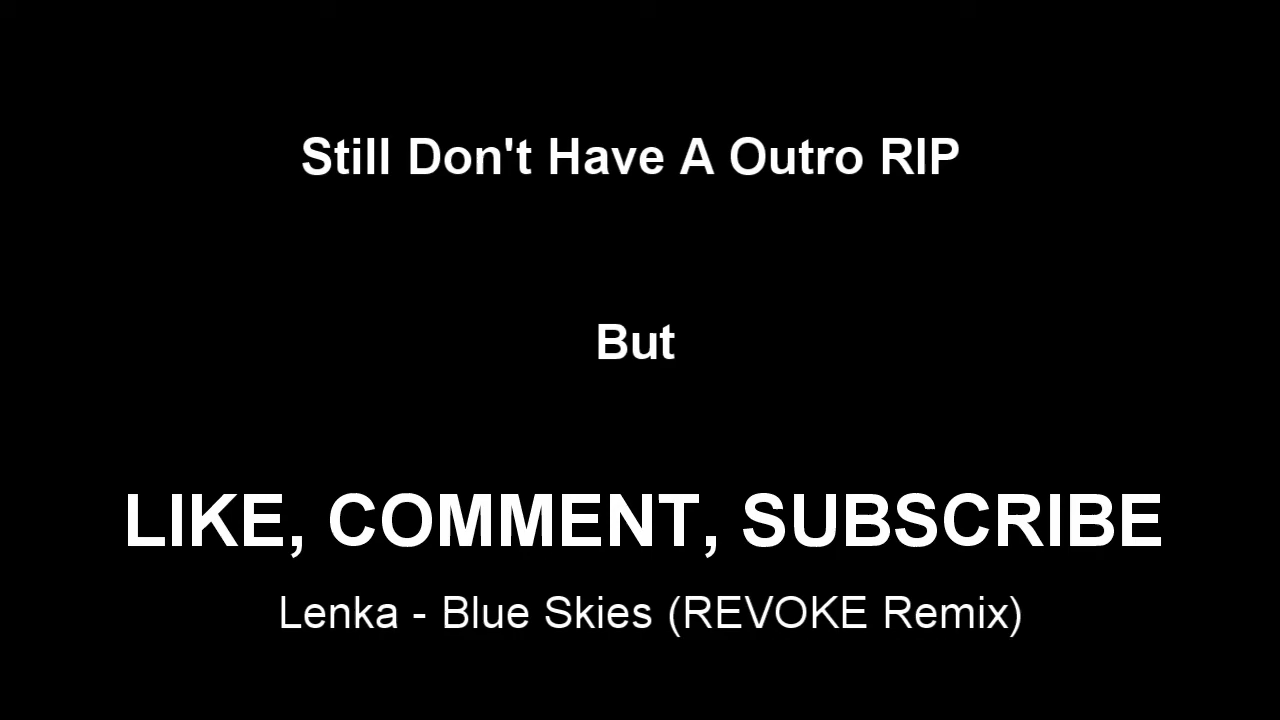 Still Don't Have A Outro RIP
But
LIKE, COMMENT, SUBSCRIBE
Lenka - Blue Skies (REVOKE Remix)